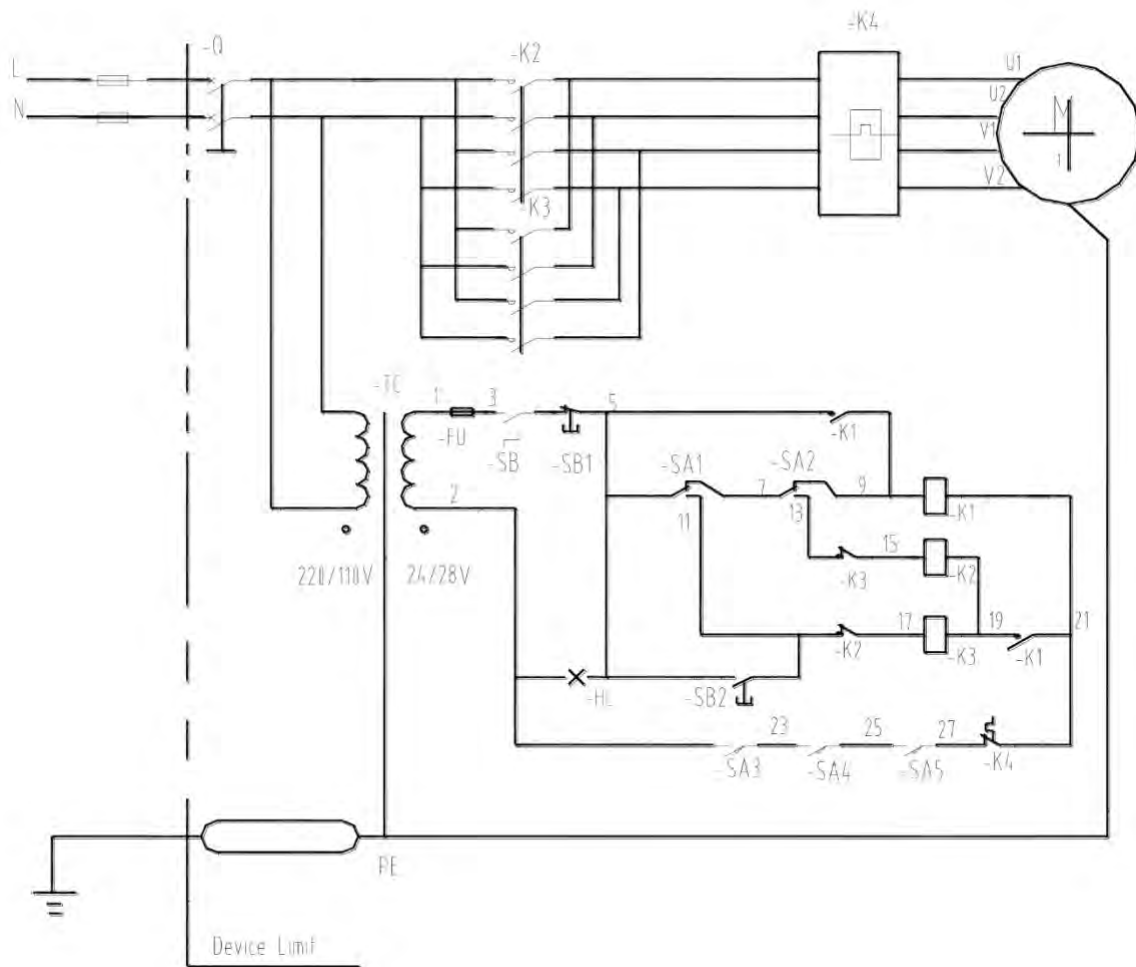 -K4
-Q
-K2
L
U1
U2
N
M
V1
1
V2
-K3
-TC
1
3
5
-FU
-K1
-SB
-SB1
-SA1
-SA2
2
7
9
11
13
-K1
15
220/110V
24/28V
-K3
-K2
17
19
21
-K2
-K3
-K1
-HL
-SB2
23
25
27
-SA3
-SA4
-SA5
-K4
PE
Device Limit